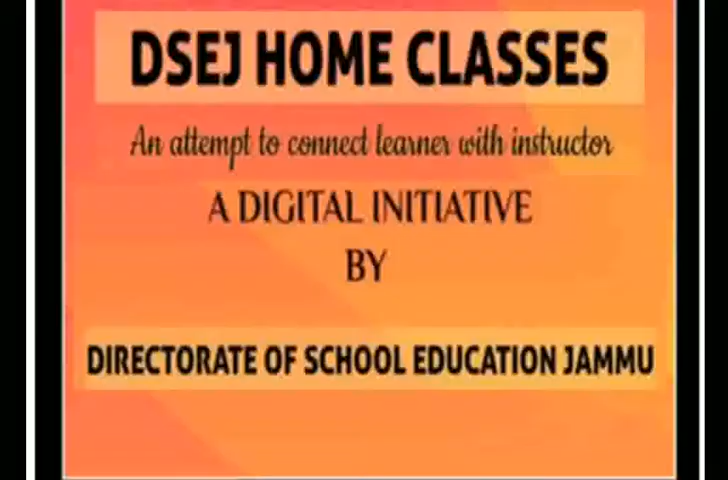 DSEJ HOME CLASSES
An attempt to connect learner with instructor
A DIGITAL INITIATIVE
BY
DIRECTORATE OF SCHOOL EDUCATION JAMMU